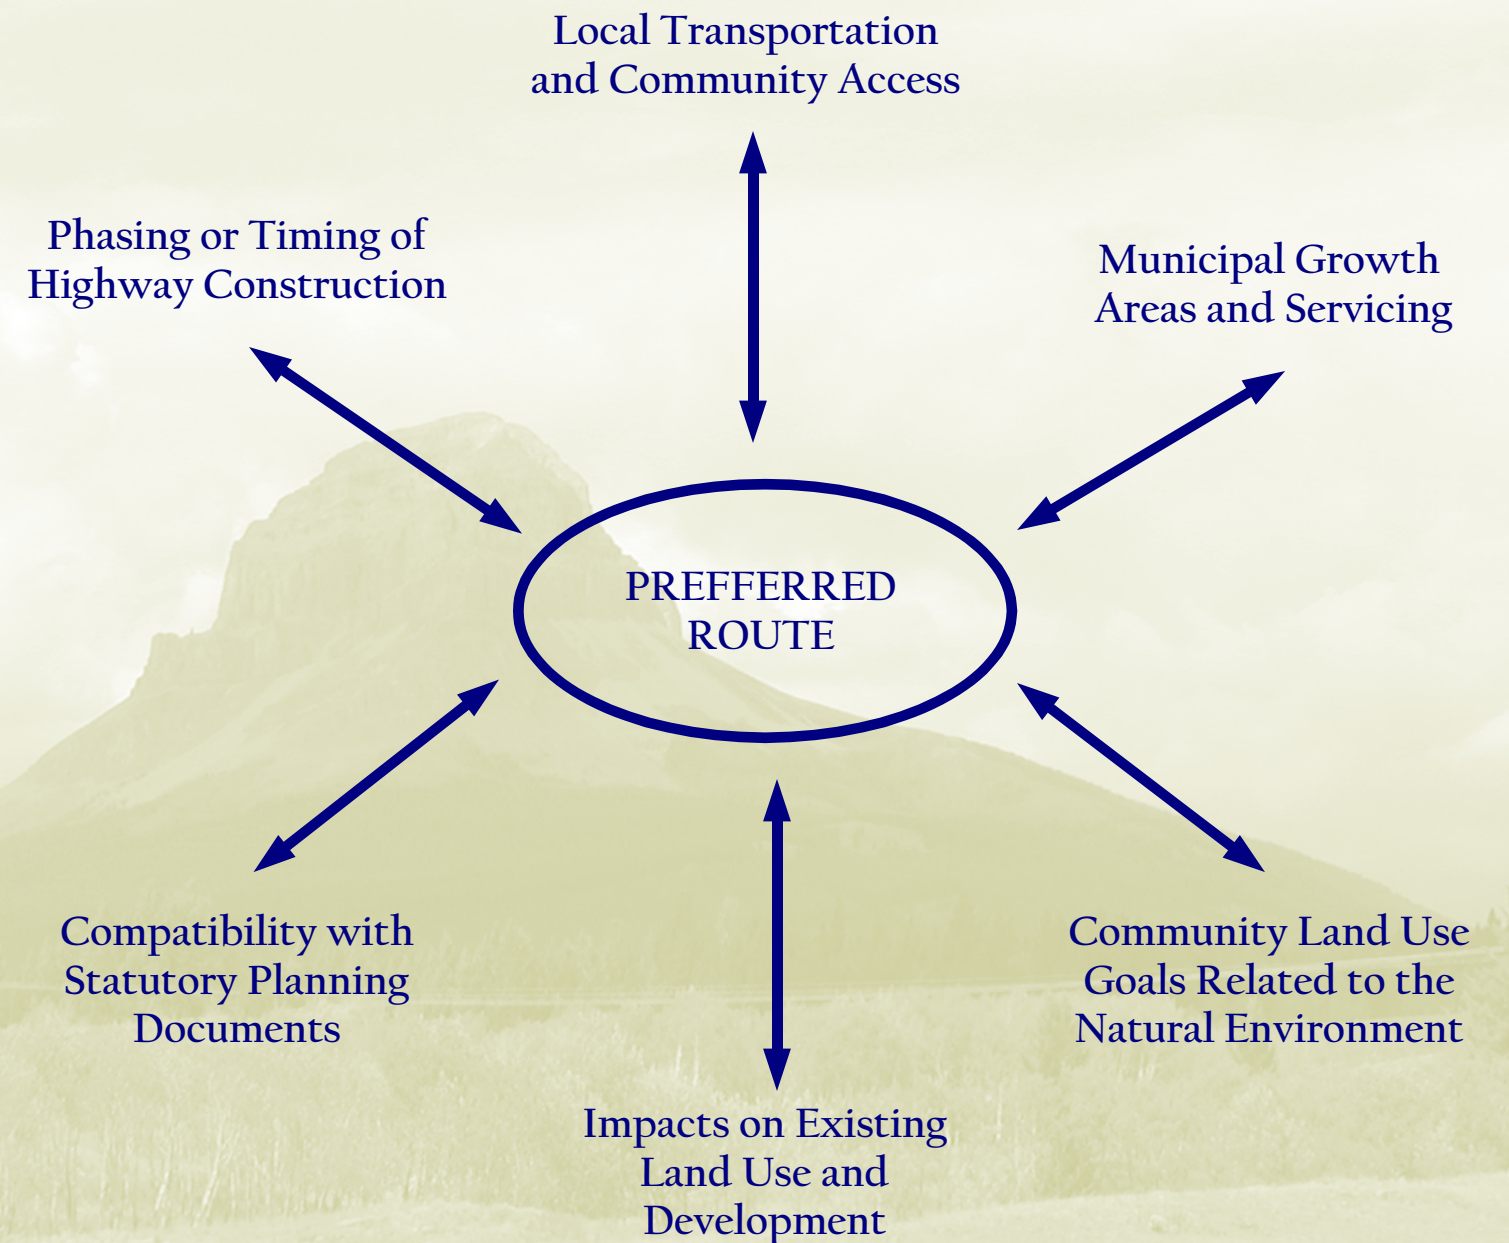 Local Transportation
and Community Access
Phasing or Timing of
Highway Construction
Municipal Growth
Areas and Servicing
PREFFERRED
ROUTE
Compatibility with
Statutory Planning
Documents
Community Land Use
Goals Related to the
Natural Environment
Impacts on Existing
Land Use and
Development